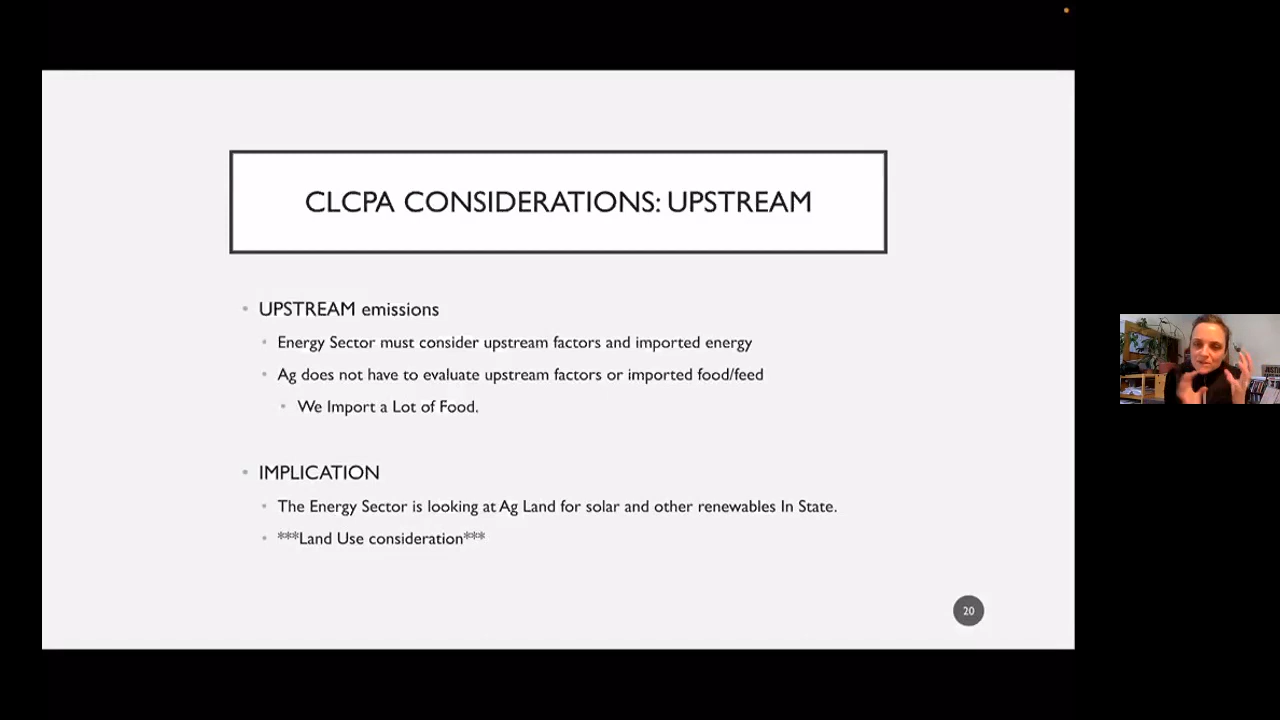 CLCPA CONSIDERATIONS: UPSTREAM
UPSTREAM emissions
Energy Sector must consider upstream factors and imported energy
Ag does not have to evaluate upstream factors or imported food/feed
We Import a Lot of Food.
IMPLICATION
The Energy Sector is looking at Ag Land for solar and other renewables In State.
***Land Use consideration***
20